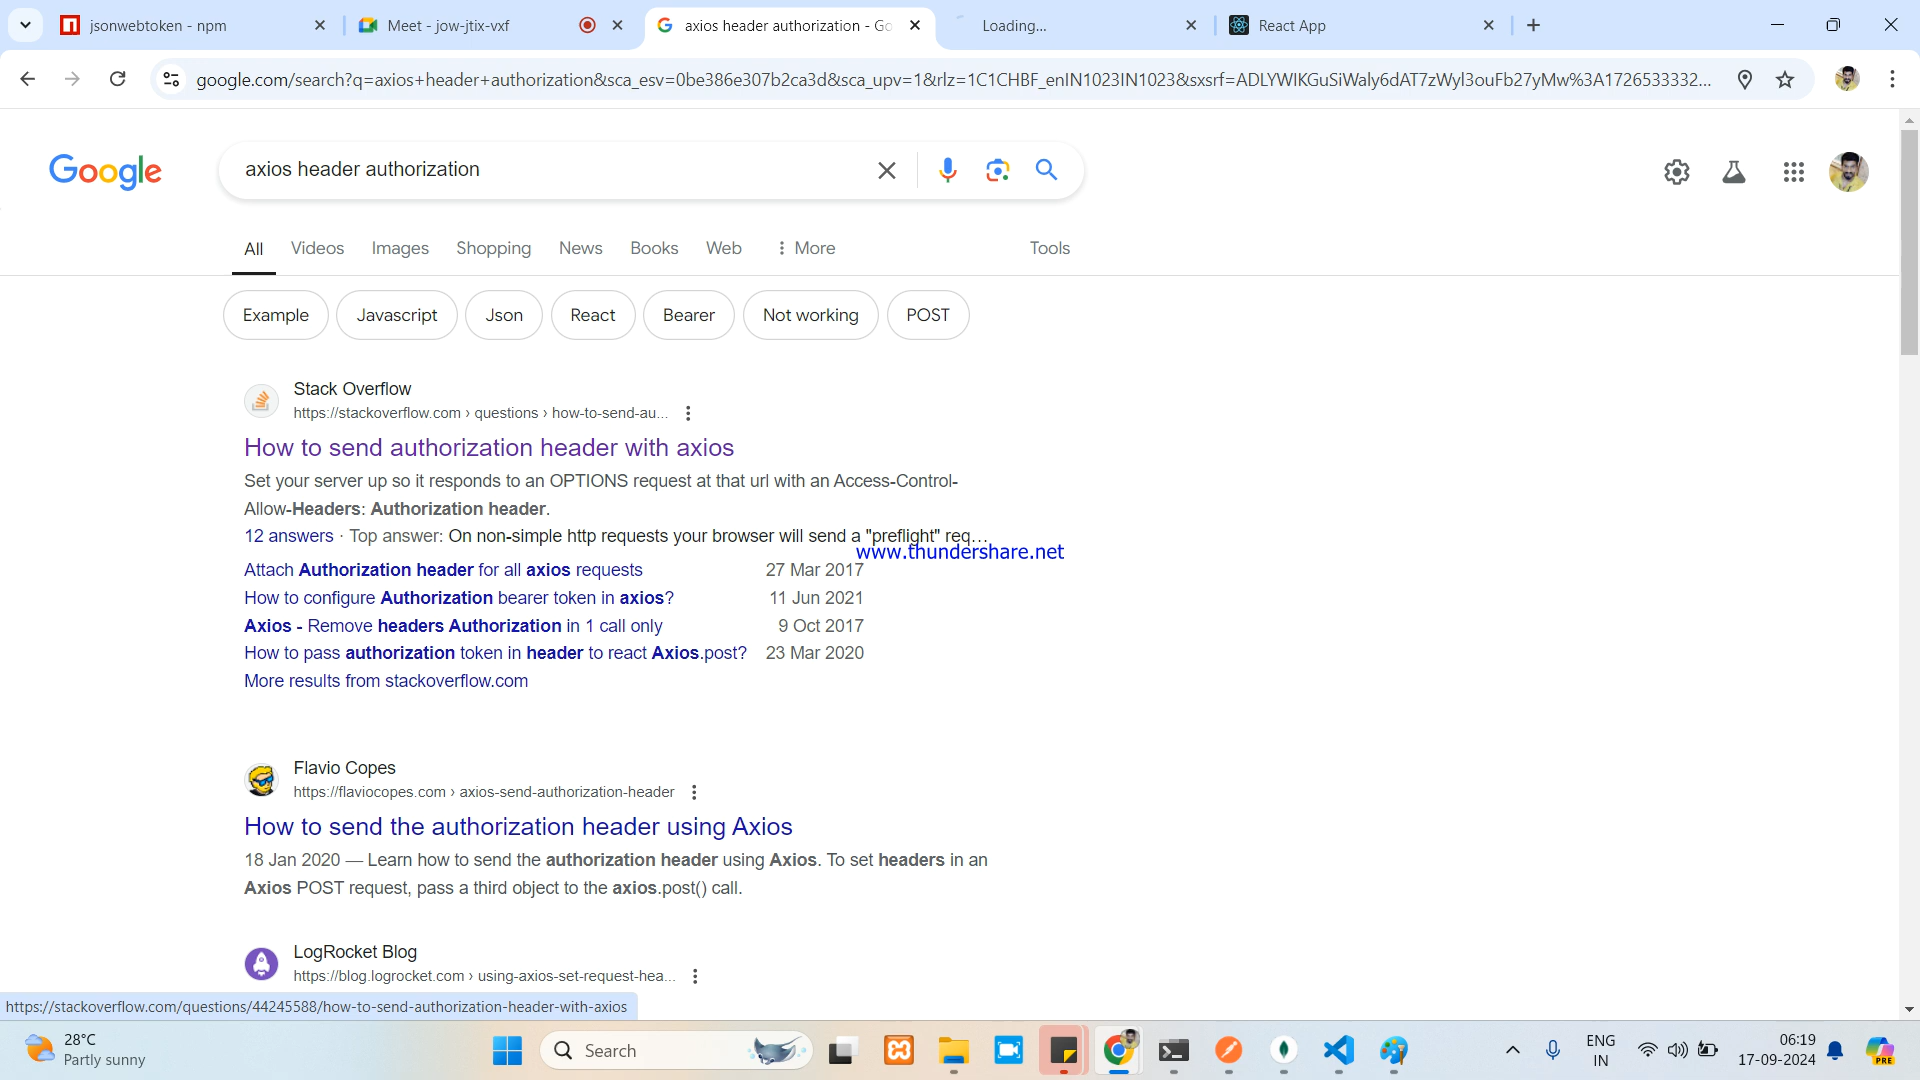 jsonwebtoken - npm
Meet - jow-jtix-vxf
axios header authorization - Go
Loading...
React App
google.com/search?q=axios+header+authorization&sca_esv=0be386e307b2ca3d&sca_upv=1&rlz=1C1CHBF_enIN1023IN1023&sxsrf=ADLYWIKGuSiWaly6dAT7zWyl3ouFb27yMw%3A1726533332...
Google
axios header authorization
All
Videos
Images
Shopping
News
Books
Web
More
Tools
Example
Javascript
Json
React
Bearer
Not working
POST
Stack Overflow
https://stackoverflow.com › questions › how-to-send-au...
How to send authorization header with axios
Set your server up so it responds to an OPTIONS request at that url with an Access-Control-
Allow-Headers: Authorization header.
12 answers · Top answer: On non-simple http requests your browser will send a "preflight" req...
www.thundershare.net
Attach Authorization header for all axios requests 27 Mar 2017
How to configure Authorization bearer token in axios? 11 Jun 2021
Axios - Remove headers Authorization in 1 call only 9 Oct 2017
How to pass authorization token in header to react Axios.post? 23 Mar 2020
More results from stackoverflow.com
Flavio Copes
https://flaviocopes.com › axios-send-authorization-header
How to send the authorization header using Axios
18 Jan 2020 — Learn how to send the authorization header using Axios. To set headers in an
Axios POST request, pass a third object to the axios.post() call.
LogRocket Blog
https://blog.logrocket.com › using-axios-set-request-hea...
https://stackoverflow.com/questions/44245588/how-to-send-authorization-header-with-axios
28°C
Partly sunny
Search
ENG
IN
06:19
17-09-2024
PRE